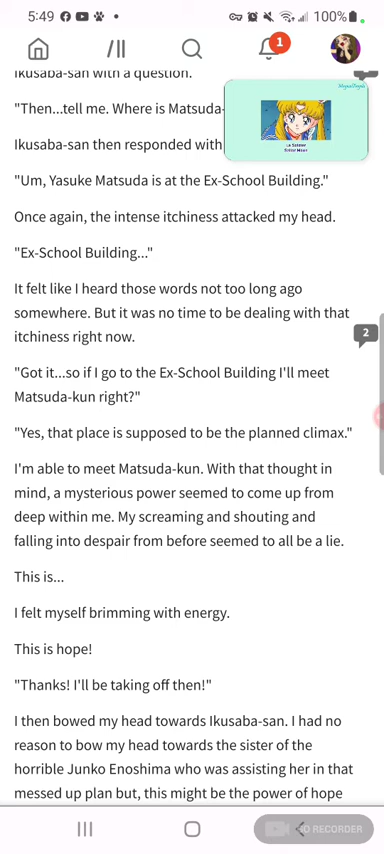 5:49
100%
1
Ikusaba-san with a question.
"Then...tell me. Where is Matsuda-
Ikusaba-san then responded with
"Um, Yasuke Matsuda is at the Ex-School Building."
Once again, the intense itchiness attacked my head.
"Ex-School Building..."
It felt like I heard those words not too long ago
somewhere. But it was no time to be dealing with that
itchiness right now.
2
"Got it...so if I go to the Ex-School Building I'll meet
Matsuda-kun right?"
"Yes, that place is supposed to be the planned climax."
I'm able to meet Matsuda-kun. With that thought in
mind, a mysterious power seemed to come up from
deep within me. My screaming and shouting and
falling into despair from before seemed to all be a lie.
This is...
I felt myself brimming with energy.
This is hope!
"Thanks! I'll be taking off then!"
I then bowed my head towards Ikusaba-san. I had no
reason to bow my head towards the sister of the
horrible Junko Enoshima who was assisting her in that
messed up plan but, this might be the power of hope
RECORDER